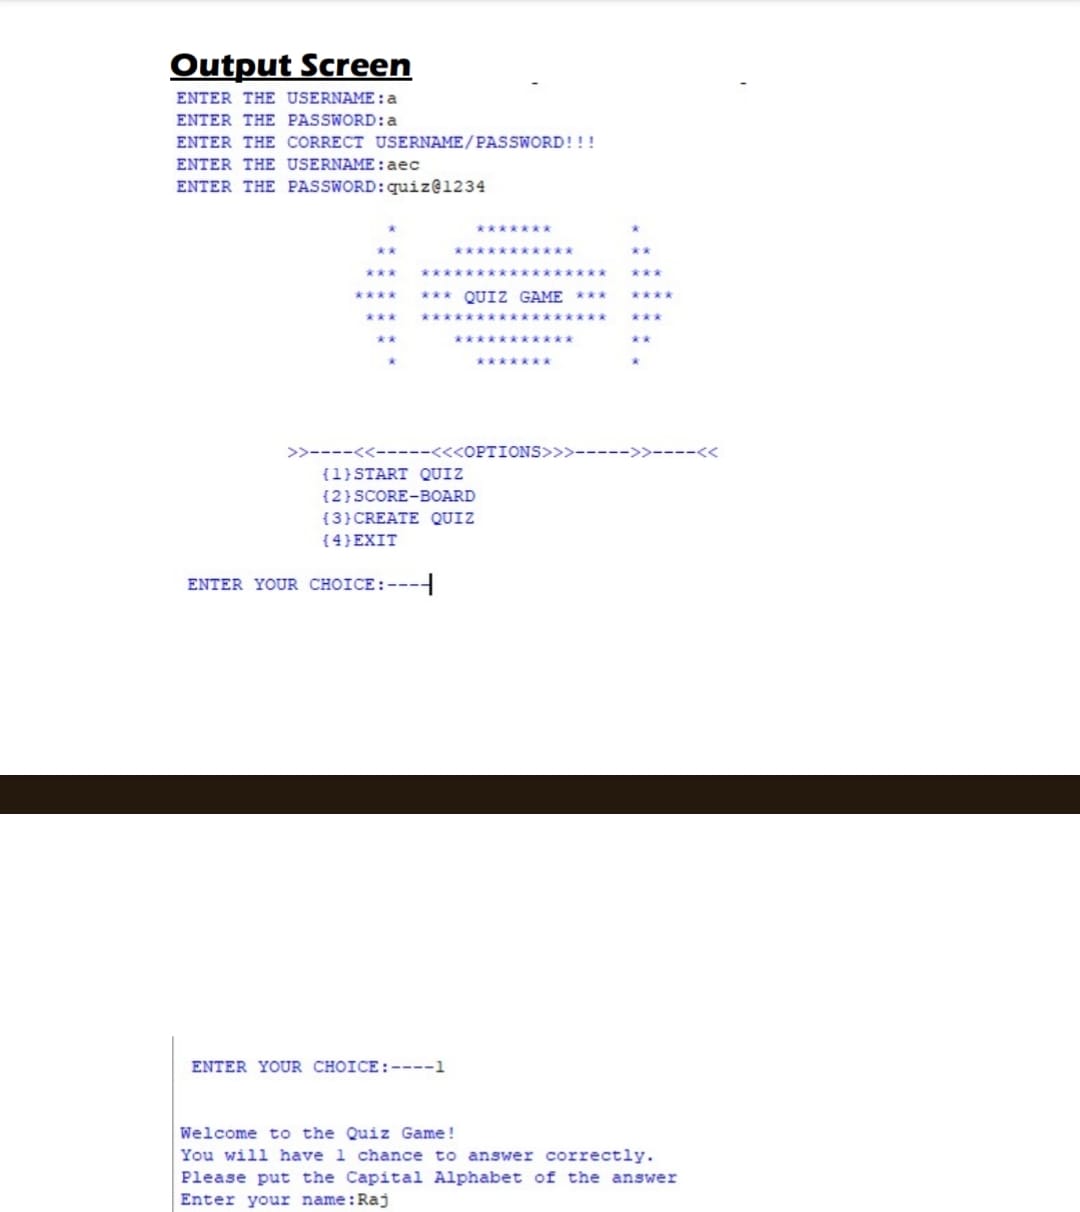 Output Screen
ENTER THE USERNAME:a
ENTER THE PASSWORD:a
ENTER THE CORRECT USERNAME/PASSWORD!!!
ENTER THE USERNAME:aec
ENTER THE PASSWORD:quiz@1234
* ******* *
** *********** **
*** ***************** ***
**** *** QUIZ GAME *** ****
*** ***************** ***
** *********** **
* ******* *
>>----<<-----<<<OPTIONS>>>----->>----<<
{1}START QUIZ
{2}SCORE-BOARD
{3}CREATE QUIZ
{4}EXIT
ENTER YOUR CHOICE:----
ENTER YOUR CHOICE:----1
Welcome to the Quiz Game!
You will have 1 chance to answer correctly.
Please put the Capital Alphabet of the answer
Enter your name:Raj